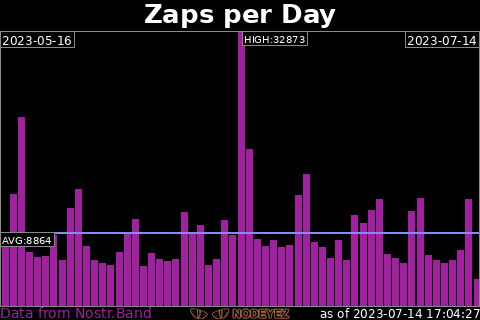 Zaps per Day
2023-05-16
HIGH:32873
2023-07-14
AVG:8864
Data from Nostr.Band
NODEYEZ
as of 2023-07-14 17:04:27